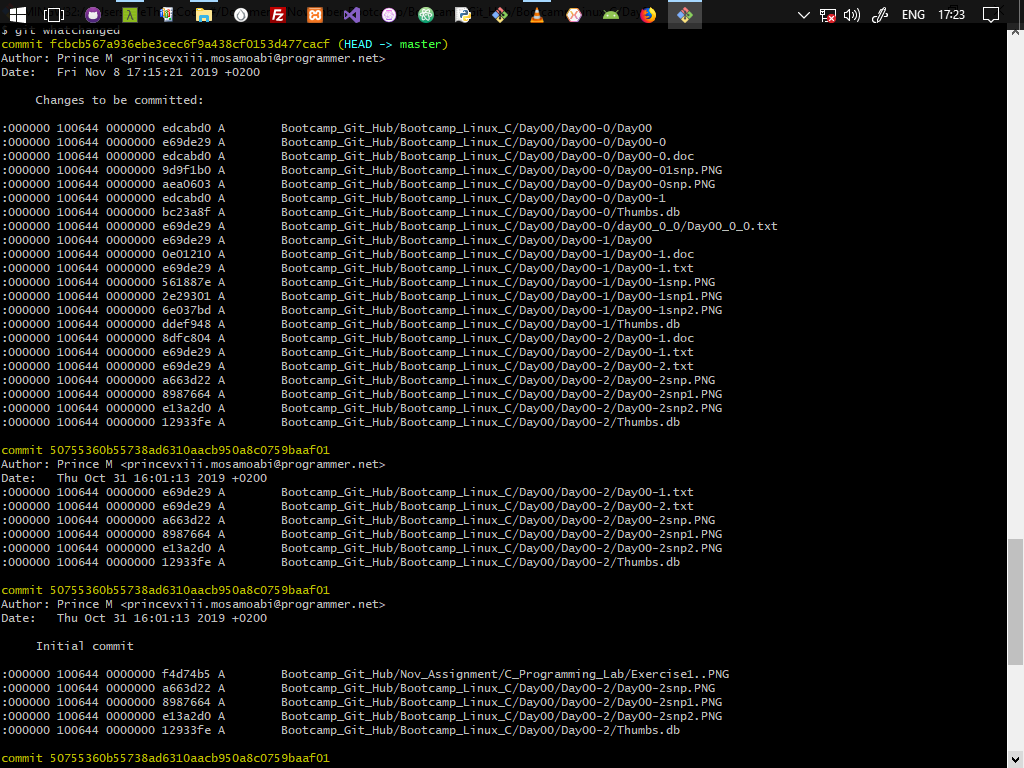 ENG 17:23
$ git whatchanged
commit fcbcb567a936ebe3cec6f9a438cf0153d477cacf (HEAD -> master)
Author: Prince M <princevxiii.mosamoabi@programmer.net>
Date:   Fri Nov 8 17:15:21 2019 +0200
Changes to be committed:
:000000 100644 0000000 edcabd0 A Bootcamp_Git_Hub/Bootcamp_Linux_C/Day00/Day00-0/Day00
:000000 100644 0000000 e69de29 A Bootcamp_Git_Hub/Bootcamp_Linux_C/Day00/Day00-0/Day00-0
:000000 100644 0000000 edcabd0 A Bootcamp_Git_Hub/Bootcamp_Linux_C/Day00/Day00-0/Day00-0.doc
:000000 100644 0000000 9d9f1b0 A Bootcamp_Git_Hub/Bootcamp_Linux_C/Day00/Day00-0/Day00-01snp.PNG
:000000 100644 0000000 aea0603 A Bootcamp_Git_Hub/Bootcamp_Linux_C/Day00/Day00-0/Day00-0snp.PNG
:000000 100644 0000000 edcabd0 A Bootcamp_Git_Hub/Bootcamp_Linux_C/Day00/Day00-0/Day00-1
:000000 100644 0000000 bc23a8f A Bootcamp_Git_Hub/Bootcamp_Linux_C/Day00/Day00-0/Thumbs.db
:000000 100644 0000000 e69de29 A Bootcamp_Git_Hub/Bootcamp_Linux_C/Day00/Day00-0/day00_0_0/Day00_0_0.txt
:000000 100644 0000000 e69de29 A Bootcamp_Git_Hub/Bootcamp_Linux_C/Day00/Day00-1/Day00
:000000 100644 0000000 0e01210 A Bootcamp_Git_Hub/Bootcamp_Linux_C/Day00/Day00-1/Day00-1.doc
:000000 100644 0000000 e69de29 A Bootcamp_Git_Hub/Bootcamp_Linux_C/Day00/Day00-1/Day00-1.txt
:000000 100644 0000000 561887e A Bootcamp_Git_Hub/Bootcamp_Linux_C/Day00/Day00-1/Day00-1snp.PNG
:000000 100644 0000000 2e29301 A Bootcamp_Git_Hub/Bootcamp_Linux_C/Day00/Day00-1/Day00-1snp1.PNG
:000000 100644 0000000 6e037bd A Bootcamp_Git_Hub/Bootcamp_Linux_C/Day00/Day00-1/Day00-1snp2.PNG
:000000 100644 0000000 ddef948 A Bootcamp_Git_Hub/Bootcamp_Linux_C/Day00/Day00-1/Thumbs.db
:000000 100644 0000000 8dfc804 A Bootcamp_Git_Hub/Bootcamp_Linux_C/Day00/Day00-2/Day00-1.doc
:000000 100644 0000000 e69de29 A Bootcamp_Git_Hub/Bootcamp_Linux_C/Day00/Day00-2/Day00-1.txt
:000000 100644 0000000 e69de29 A Bootcamp_Git_Hub/Bootcamp_Linux_C/Day00/Day00-2/Day00-2.txt
:000000 100644 0000000 a663d22 A Bootcamp_Git_Hub/Bootcamp_Linux_C/Day00/Day00-2/Day00-2snp.PNG
:000000 100644 0000000 8987664 A Bootcamp_Git_Hub/Bootcamp_Linux_C/Day00/Day00-2/Day00-2snp1.PNG
:000000 100644 0000000 e13a2d0 A Bootcamp_Git_Hub/Bootcamp_Linux_C/Day00/Day00-2/Day00-2snp2.PNG
:000000 100644 0000000 12933fe A Bootcamp_Git_Hub/Bootcamp_Linux_C/Day00/Day00-2/Thumbs.db
commit 50755360b55738ad6310aacb950a8c0759baaf01
Author: Prince M <princevxiii.mosamoabi@programmer.net>
Date:   Thu Oct 31 16:01:13 2019 +0200
:000000 100644 0000000 e69de29 A Bootcamp_Git_Hub/Bootcamp_Linux_C/Day00/Day00-2/Day00-1.txt
:000000 100644 0000000 e69de29 A Bootcamp_Git_Hub/Bootcamp_Linux_C/Day00/Day00-2/Day00-2.txt
:000000 100644 0000000 a663d22 A Bootcamp_Git_Hub/Bootcamp_Linux_C/Day00/Day00-2/Day00-2snp.PNG
:000000 100644 0000000 8987664 A Bootcamp_Git_Hub/Bootcamp_Linux_C/Day00/Day00-2/Day00-2snp1.PNG
:000000 100644 0000000 e13a2d0 A Bootcamp_Git_Hub/Bootcamp_Linux_C/Day00/Day00-2/Day00-2snp2.PNG
:000000 100644 0000000 12933fe A Bootcamp_Git_Hub/Bootcamp_Linux_C/Day00/Day00-2/Thumbs.db
commit 50755360b55738ad6310aacb950a8c0759baaf01
Author: Prince M <princevxiii.mosamoabi@programmer.net>
Date:   Thu Oct 31 16:01:13 2019 +0200
Initial commit
:000000 100644 0000000 f4d74b5 A Bootcamp_Git_Hub/Nov_Assignment/C_Programming_Lab/Exercise1..PNG
:000000 100644 0000000 a663d22 A Bootcamp_Git_Hub/Bootcamp_Linux_C/Day00/Day00-2/Day00-2snp.PNG
:000000 100644 0000000 8987664 A Bootcamp_Git_Hub/Bootcamp_Linux_C/Day00/Day00-2/Day00-2snp1.PNG
:000000 100644 0000000 e13a2d0 A Bootcamp_Git_Hub/Bootcamp_Linux_C/Day00/Day00-2/Day00-2snp2.PNG
:000000 100644 0000000 12933fe A Bootcamp_Git_Hub/Bootcamp_Linux_C/Day00/Day00-2/Thumbs.db
commit 50755360b55738ad6310aacb950a8c0759baaf01